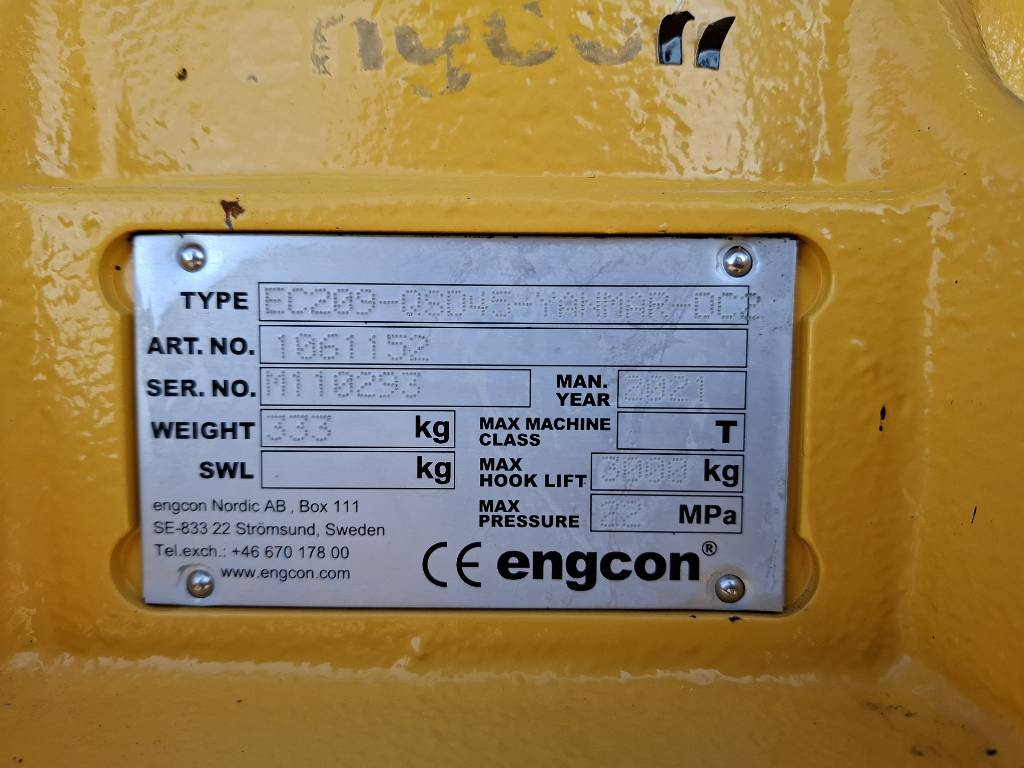 engcon
TYPE EC209-QSD45-YANMAR-DC2
ART. NO. 1061152
SER. NO. M110293 MAN. YEAR 2021
WEIGHT 333 kg MAX MACHINE CLASS T
SWL kg MAX HOOK LIFT 3000 kg
MAX PRESSURE 22 MPa
engcon Nordic AB , Box 111
SE-833 22 Strömsund, Sweden
Tel.exch.: +46 670 178 00
www.engcon.com
CE engcon®